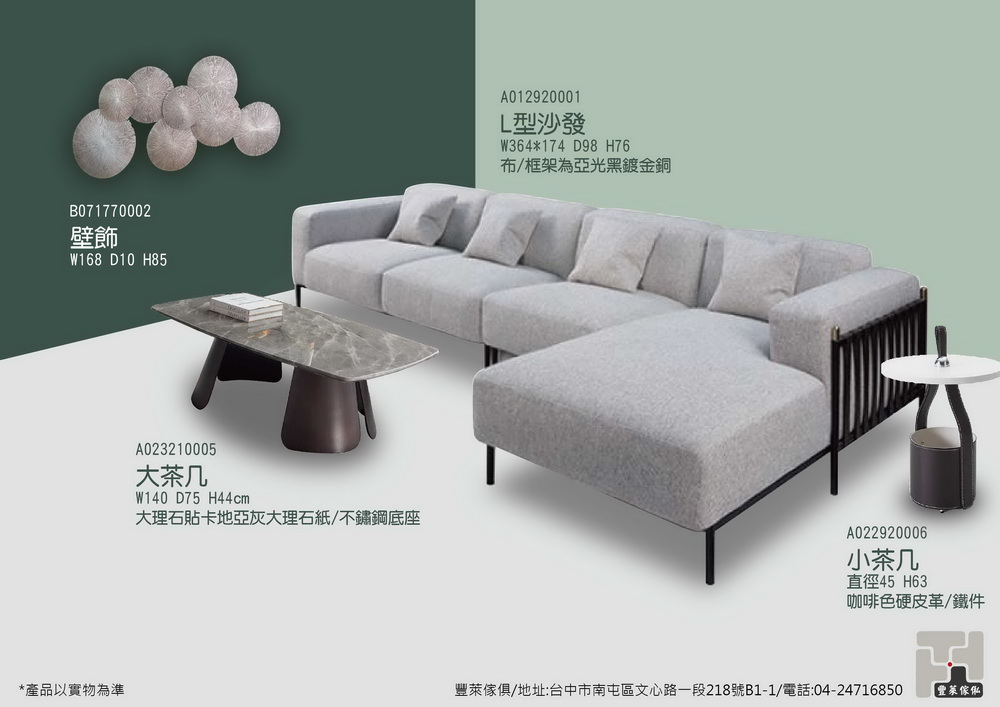 A012920001
L型沙發
W364*174 D98 H76
布/框架為亞光黑鍍金銅
B071770002
壁飾
W168 D10 H85
A023210005
大茶几
W140 D75 H44cm
大理石貼卡地亞灰大理石紙/不鏽鋼底座
A022920006
小茶几
直徑45 H63
咖啡色硬皮革/鐵件
*產品以實物為準
豐萊傢俱/地址:台中市南屯區文心路一段218號B1-1/電話:04-24716850
豐萊傢俬